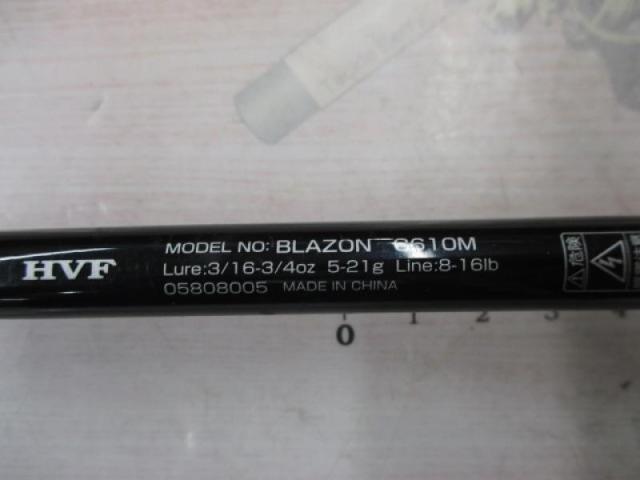 HVF
MODEL NO: BLAZON
Lure:3/16-3/4oz 5-21g Line:8-16lb
05808005 MADE IN CHINA
危険
0 1 2 3 4